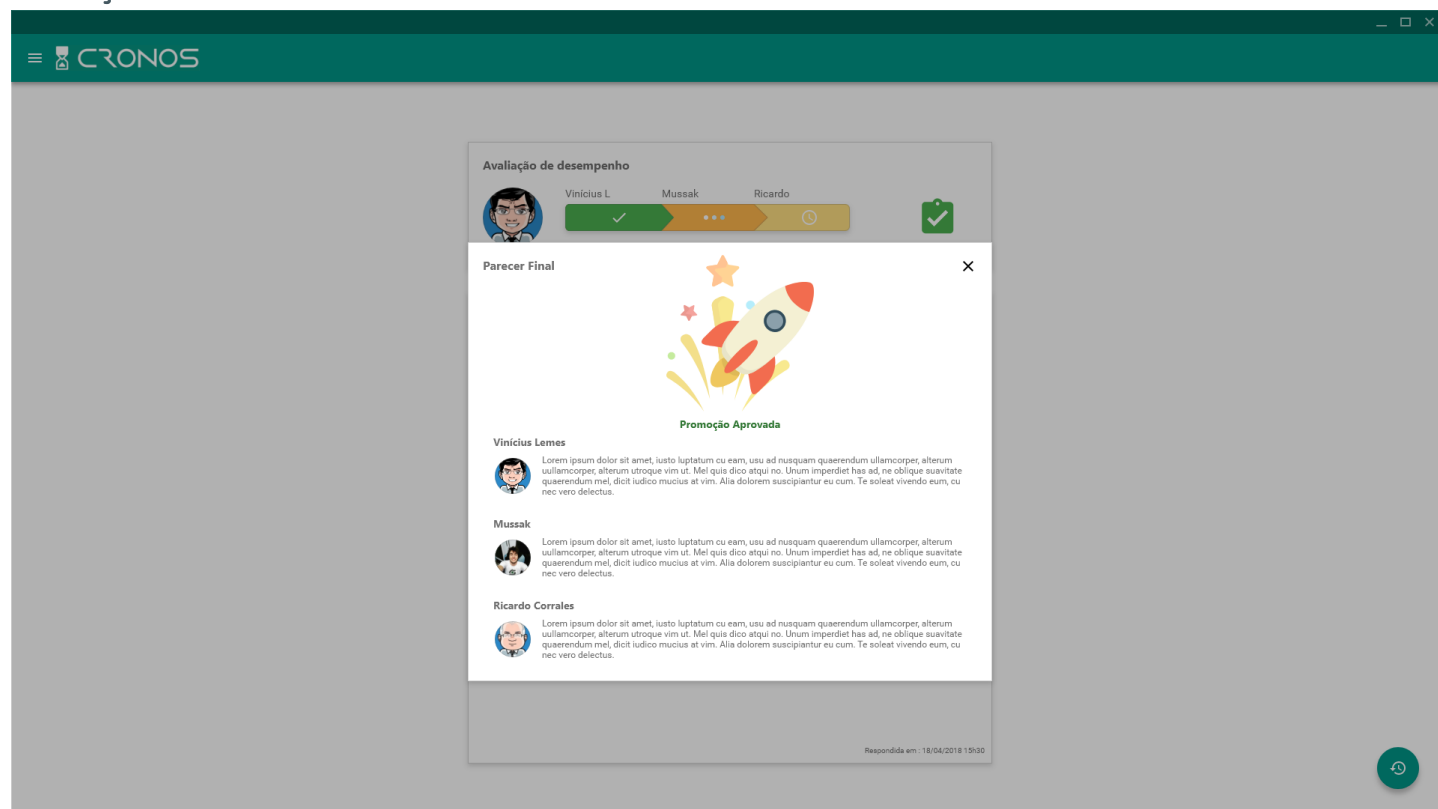 CRONOS
Avaliação de desempenho
Vinícius L Mussak Ricardo
Parecer Final
Promoção Aprovada
Vinícius Lemes
Lorem ipsum dolor sit amet, iusto luptatum cu eam, usu ad nusquam quaerendum ullamcorper, alterum
uullamcorper, alterum utroque vim ut. Mel quis dico atqui no. Unum imperdiet has ad, ne oblique suavitate
quaerendum mel, dicit iudico mucius at vim. Alia dolorem suscipiantur eu cum. Te soleat vivendo eum, cu
nec vero delectus.
Mussak
Lorem ipsum dolor sit amet, iusto luptatum cu eam, usu ad nusquam quaerendum ullamcorper, alterum
uullamcorper, alterum utroque vim ut. Mel quis dico atqui no. Unum imperdiet has ad, ne oblique suavitate
quaerendum mel, dicit iudico mucius at vim. Alia dolorem suscipiantur eu cum. Te soleat vivendo eum, cu
nec vero delectus.
Ricardo Corrales
Lorem ipsum dolor sit amet, iusto luptatum cu eam, usu ad nusquam quaerendum ullamcorper, alterum
uullamcorper, alterum utroque vim ut. Mel quis dico atqui no. Unum imperdiet has ad, ne oblique suavitate
quaerendum mel, dicit iudico mucius at vim. Alia dolorem suscipiantur eu cum. Te soleat vivendo eum, cu
nec vero delectus.
Respondida em : 18/04/2018 15h30